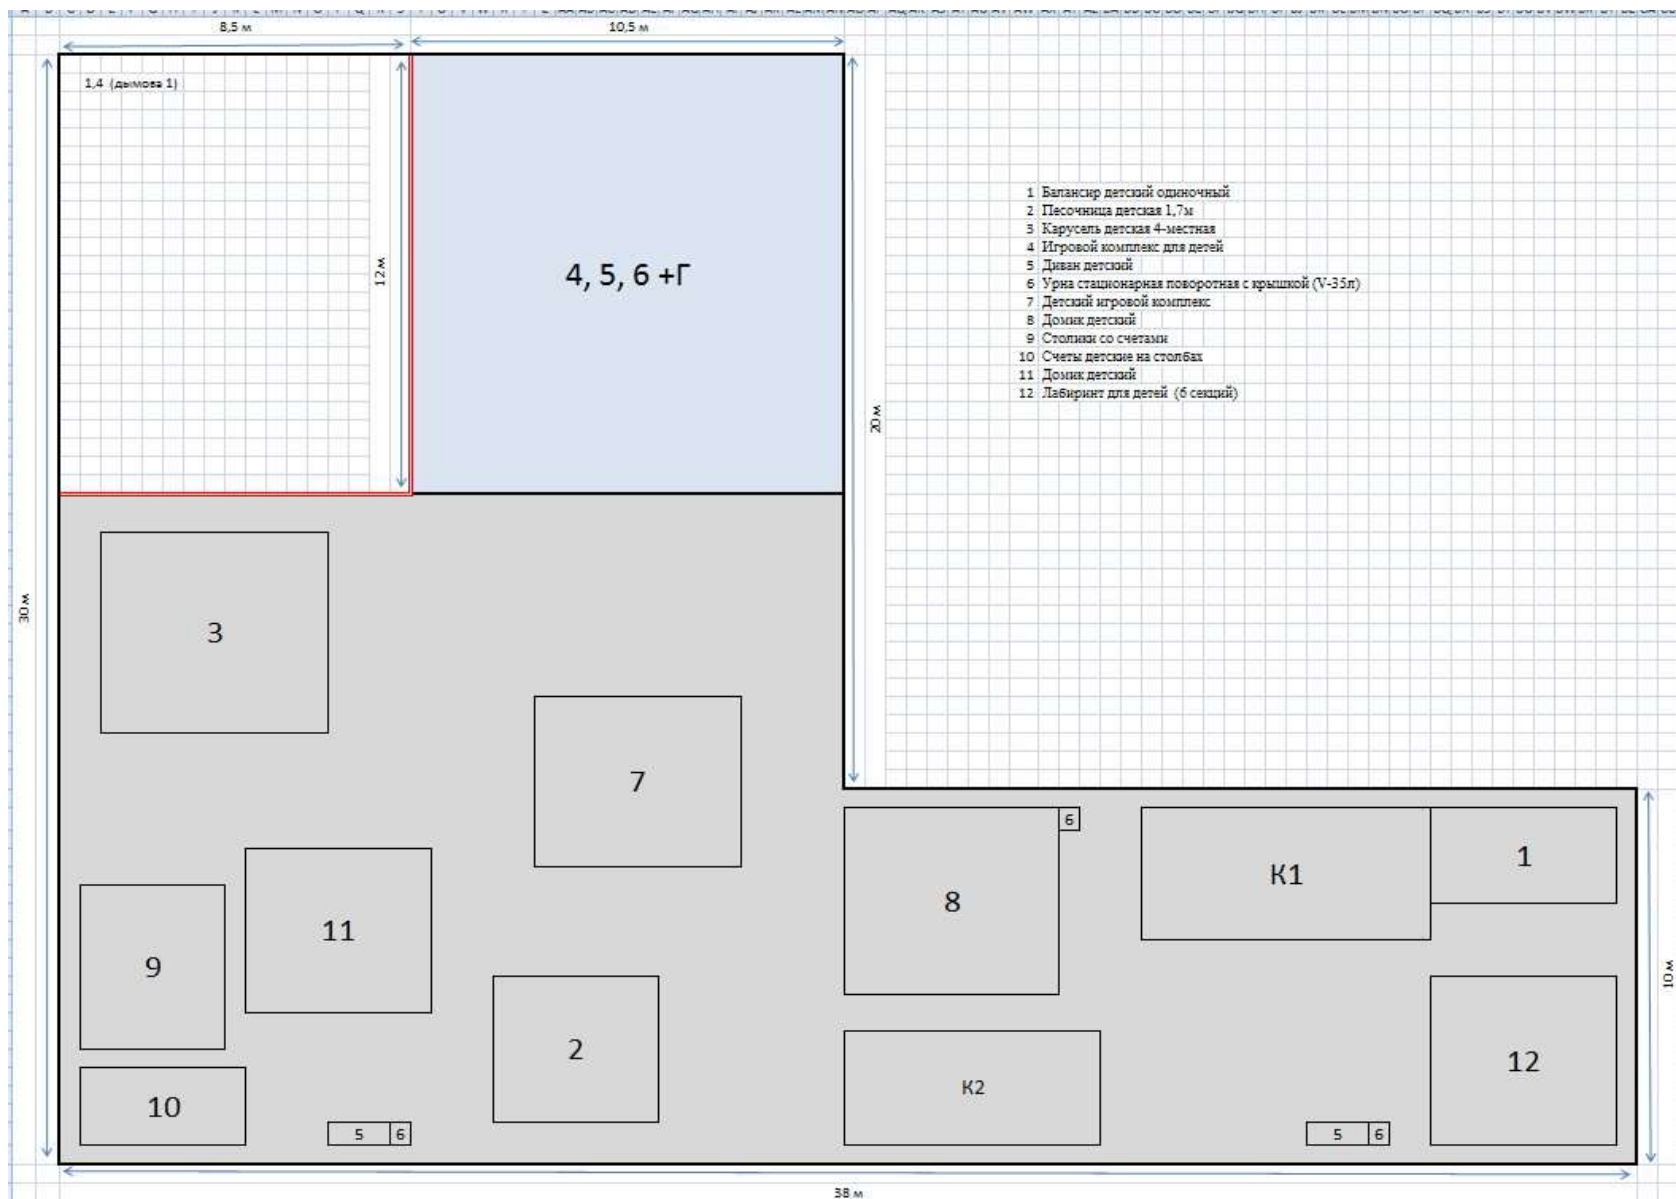 8,5 м
10,5 м
1,4 (дымова 1)
12 м
4, 5, 6 +Г
1 Балансир детский одиночный
2 Песочница детская 1,7м
3 Карусель детская 4-местная
4 Игровой комплекс для детей
5 Диван детский
6 Урна стационарная поворотная с крышкой (V-35л)
7 Детский игровой комплекс
8 Домик детский
9 Столики со счетами
10 Счеты детские на столбах
11 Домик детский
12 Лабиринт для детей (6 секций)
20 м
30 м
3
7
6
8
К1
1
11
9
2
10
5 6
К2
12
5 6
10 м
38 м